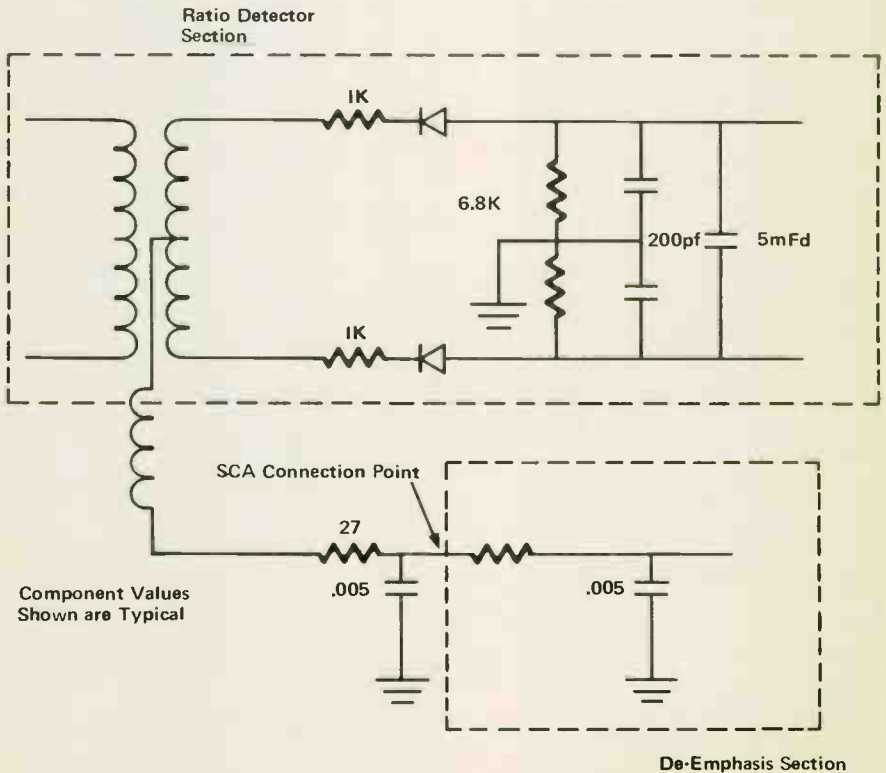 Ratio Detector
Section
1K
6.8K
200pf
5mFd
1K
SCA Connection Point
27
.005
.005
Component Values
Shown are Typical
De-Emphasis Section